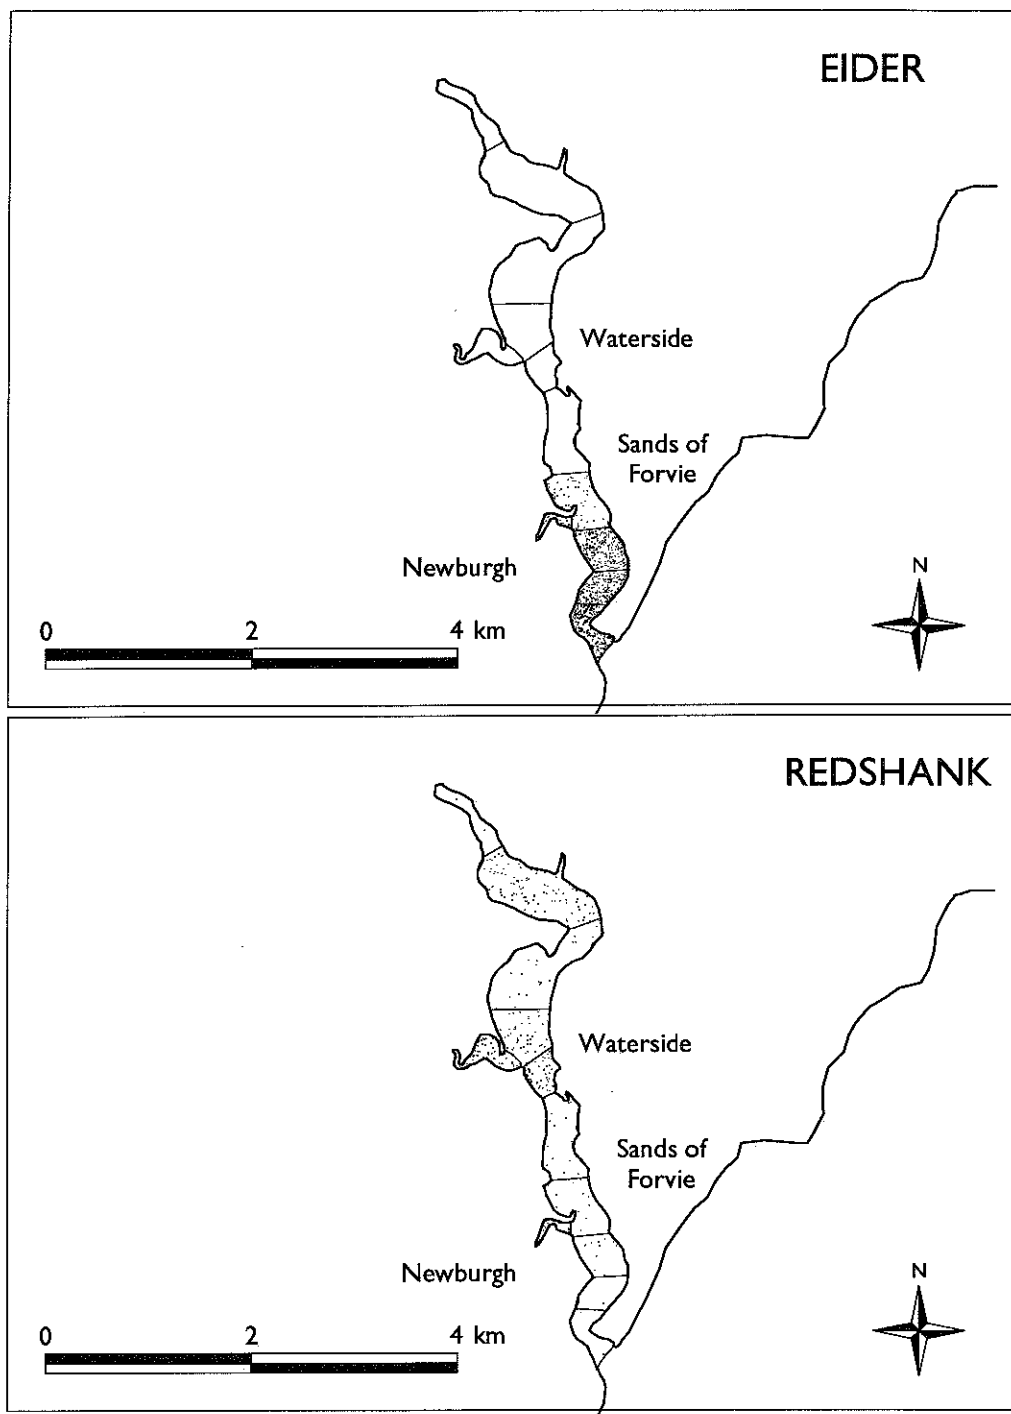 EIDER
Waterside
Sands of
Forvie
Newburgh
N
0 2 4 km
REDSHANK
Waterside
Sands of
Forvie
Newburgh
N
0 2 4 km